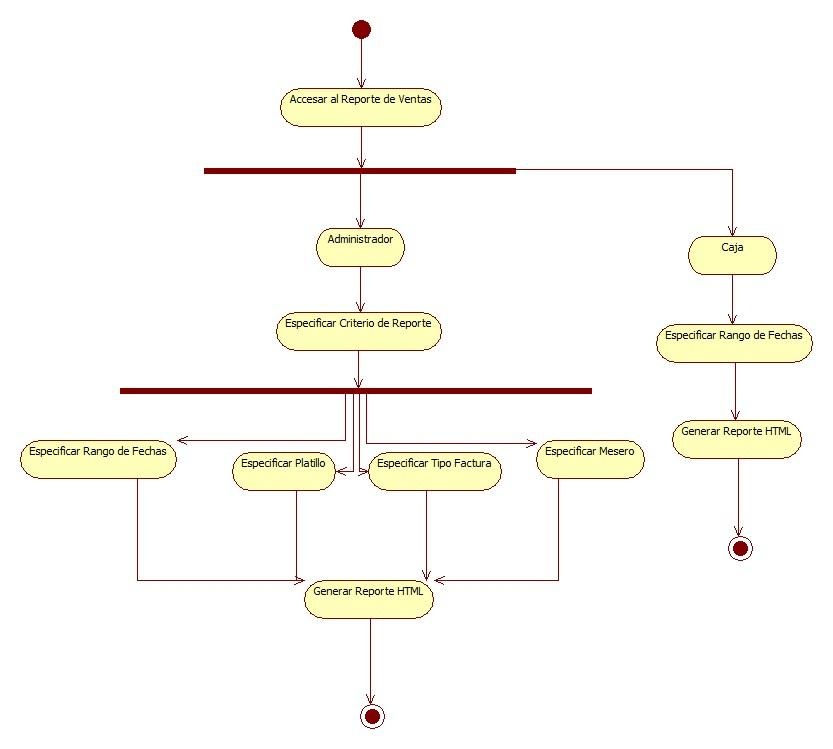 Accesar al Reporte de Ventas
Administrador
Caja
Especificar Criterio de Reporte
Especificar Rango de Fechas
Especificar Rango de Fechas
Especificar Platillo
Especificar Tipo Factura
Especificar Mesero
Generar Reporte HTML
Generar Reporte HTML